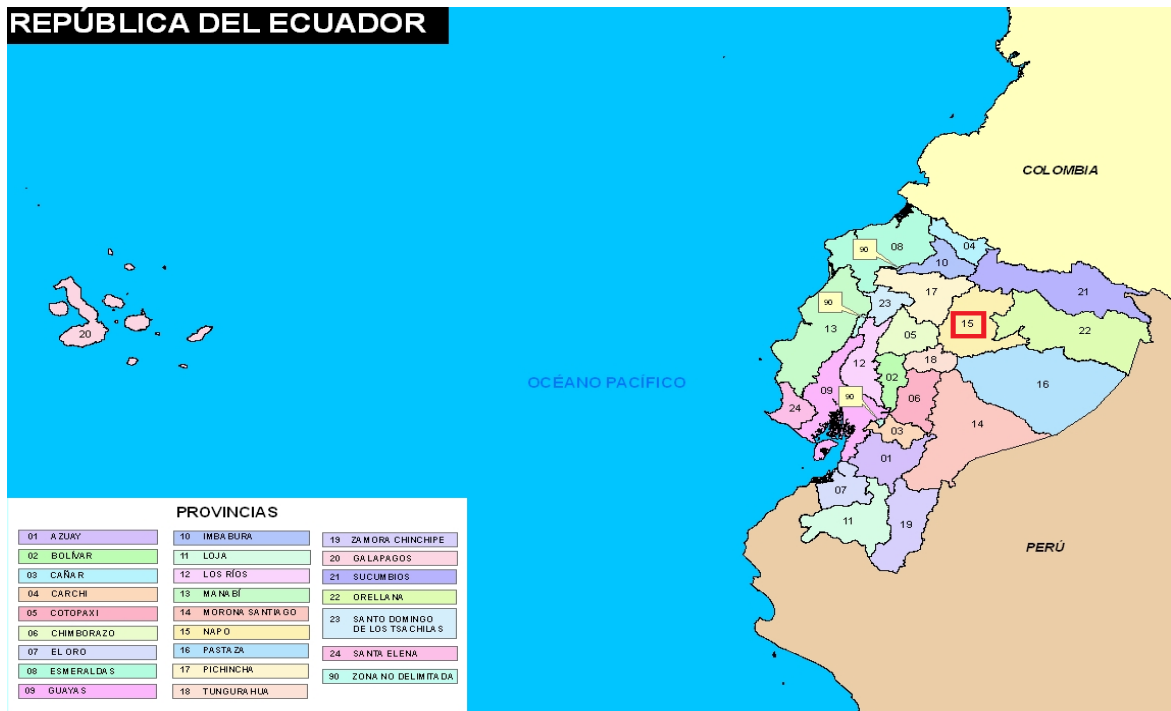 REPÚBLICA DEL ECUADOR
COLOMBIA
08
04
90
10
21
17
23
90
15
22
13
05
20
18
12
OCÉANO PACÍFICO
02
16
09
06
90
24
14
03
01
07
11
19
PERÚ
PROVINCIAS
01 AZUAY
02 BOLÍVAR
03 CAÑAR
04 CARCHI
05 COTOPAXI
06 CHIMBORAZO
07 EL ORO
08 ESMERALDAS
09 GUAYAS
10 IMBABURA
11 LOJA
12 LOS RÍOS
13 MANABÍ
14 MORONA SANTIAGO
15 NAPO
16 PASTAZA
17 PICHINCHA
18 TUNGURAHUA
19 ZAMORA CHINCHIPE
20 GALAPAGOS
21 SUCUMBIOS
22 ORELLANA
23 SANTO DOMINGO
DE LOS TSACHILAS
24 SANTA ELENA
90 ZONA NO DELIMITADA